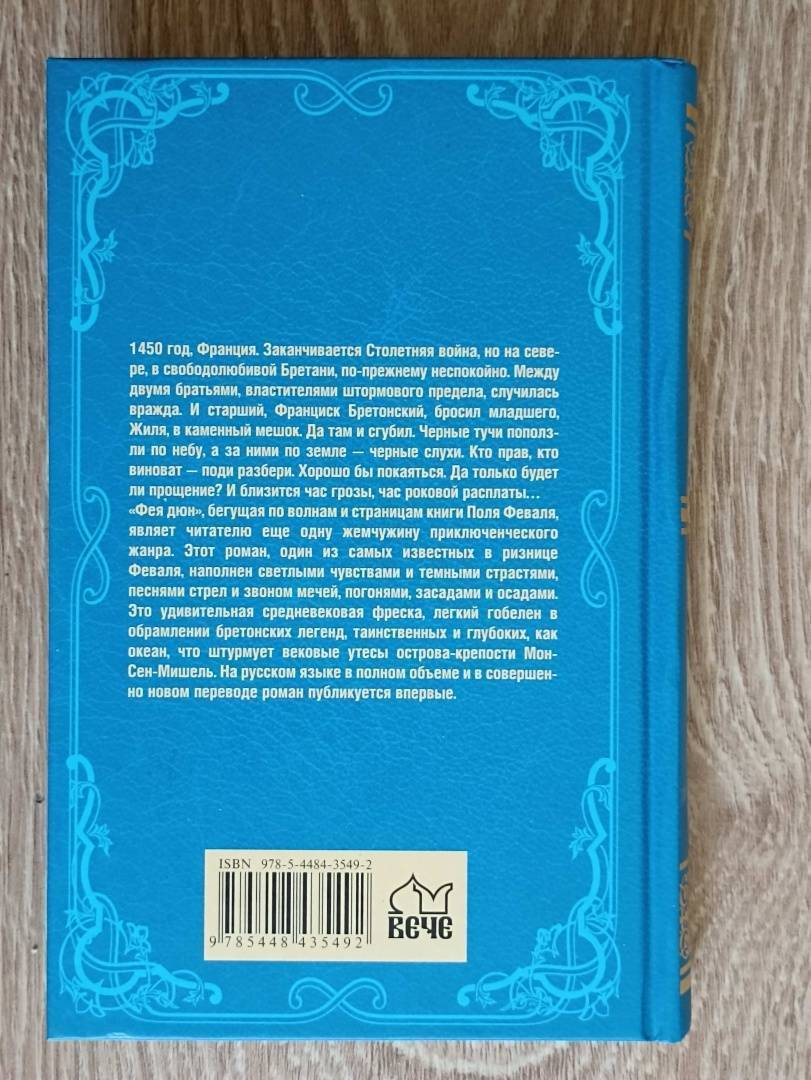 1450 год, Франция. Заканчивается Столетняя война, но на севе-
ре, в свободолюбивой Бретани, по-прежнему неспокойно. Между
двумя братьями, властителями штормового предела, случилась
вражда. И старший, Франциск Бретонский, бросил младшего,
Жиля, в каменный мешок. Да там и сгубил. Черные тучи пополз-
ли по небу, а за ними по земле — черные слухи. Кто прав, кто
виноват — поди разбери. Хорошо бы покаяться. Да только будет
ли прощение? И близится час грозы, час роковой расплаты…
«Фея дюн», бегущая по волнам и страницам книги Поля Феваля,
являет читателю еще одну жемчужину приключенческого
жанра. Этот роман, один из самых известных в ризнице
Феваля, наполнен светлыми чувствами и темными страстями,
песнями стрел и звоном мечей, погонями, засадами и осадами.
Это удивительная средневековая фреска, легкий гобелен в
обрамлении бретонских легенд, таинственных и глубоких, как
океан, что штурмует вековые утесы острова-крепости Мон-
Сен-Мишель. На русском языке в полном объеме и в совершен-
но новом переводе роман публикуется впервые.
ISBN 978-5-4484-3549-2
9 785448 435492
ВЕЧЕ